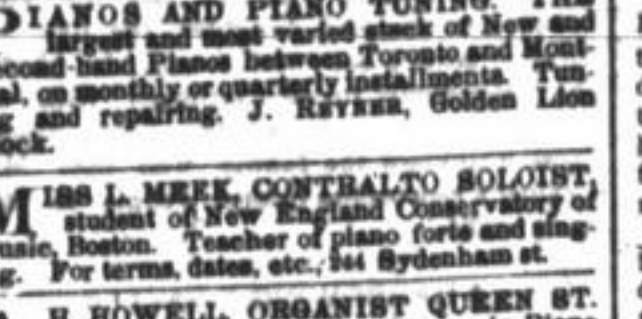 PIANOS AND PIANO TUNING. THE
largest and most varied stock of New and
econd-hand Pianos between Toronto and Mont-
al, on monthly or quarterly installments. Tun-
g and repairing. J. REYNER, Golden Lion
ock.
MISS L. MEEK, CONTRALTO SOLOIST,
student of New England Conservatory of
usic, Boston. Teacher of piano forte and sing-
g. For terms, dates, etc., 244 Sydenham st.
H HOWELL, ORGANIST QUEEN ST.